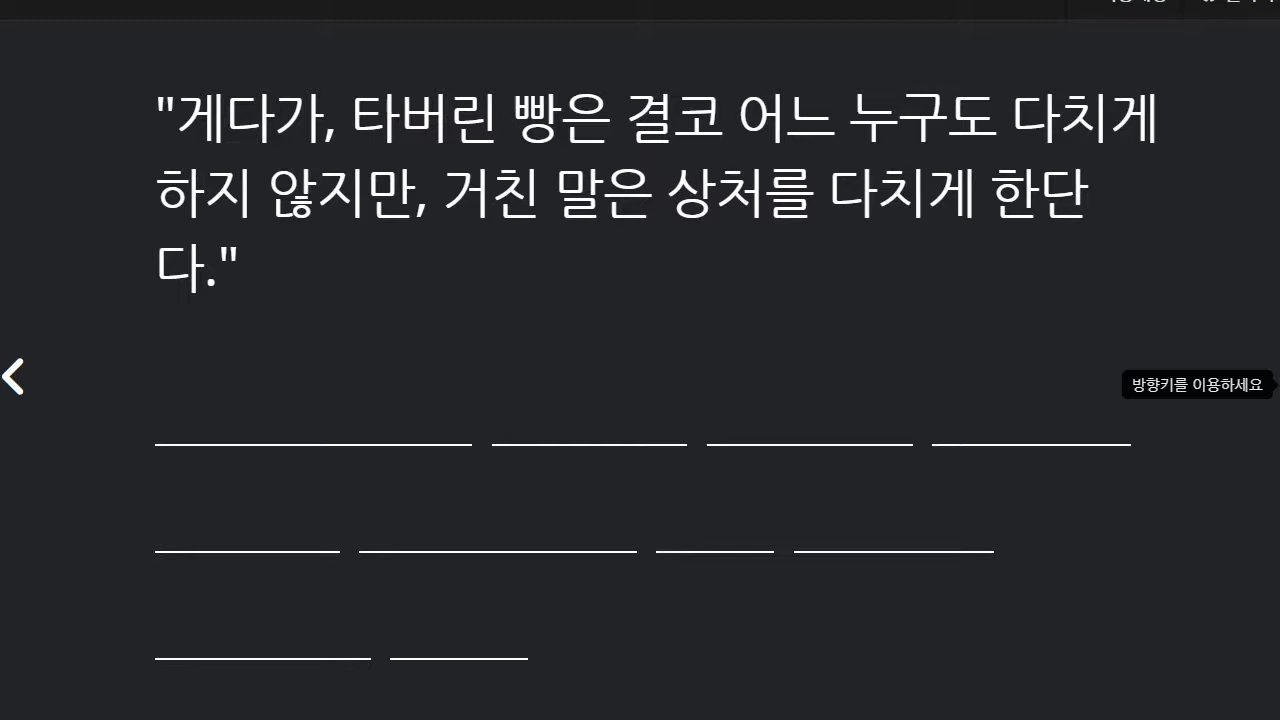 "게다가, 타버린 빵은 결코 어느 누구도 다치게
하지 않지만, 거친 말은 상처를 다치게 한단
다."
방향키를 이용하세요